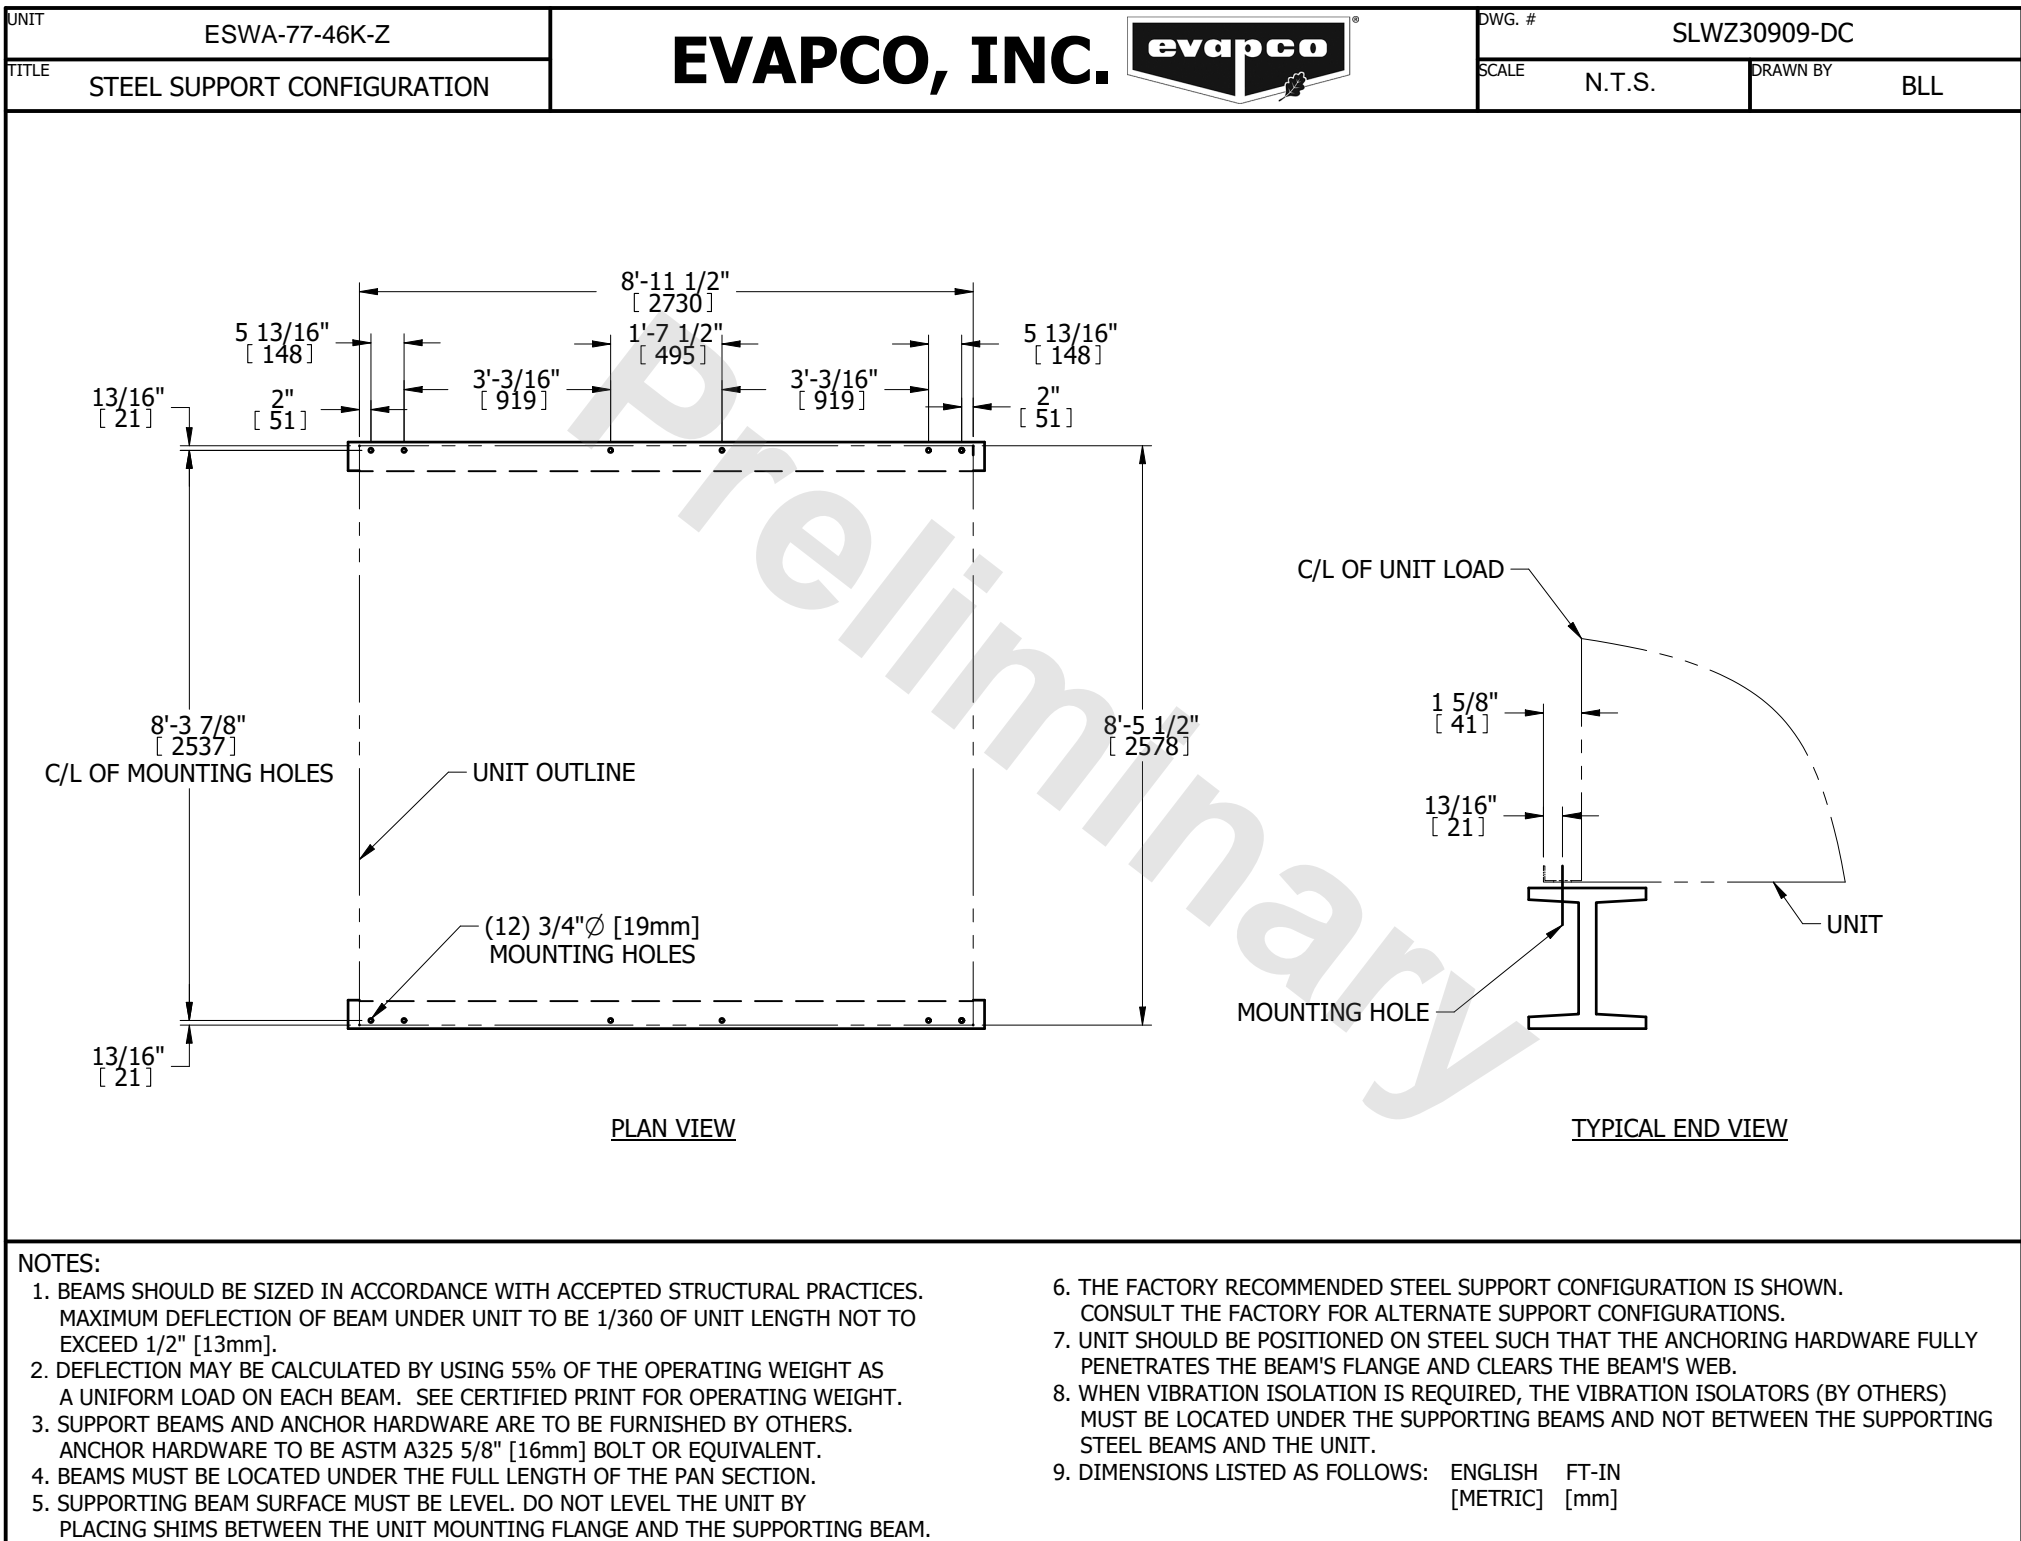 UNIT
ESWA-77-46K-Z
TITLE
STEEL SUPPORT CONFIGURATION
EVAPCO, INC.
evapco
®
DWG. #
SLWZ30909-DC
SCALE
N.T.S.
DRAWN BY
BLL
8'-11 1/2"
[ 2730]
5 13/16"
[ 148]
1'-7 1/2"
[ 495]
5 13/16"
[ 148]
3'-3/16"
[ 919]
3'-3/16"
[ 919]
13/16"
[ 21]
2"
[ 51]
2"
[ 51]
Preliminary
8'-3 7/8"
[ 2537]
C/L OF MOUNTING HOLES
UNIT OUTLINE
8'-5 1/2"
[ 2578]
(12) 3/4"∅ [19mm]
MOUNTING HOLES
13/16"
[ 21]
PLAN VIEW
C/L OF UNIT LOAD
1 5/8"
[ 41]
13/16"
[ 21]
UNIT
MOUNTING HOLE
TYPICAL END VIEW
NOTES:
1. BEAMS SHOULD BE SIZED IN ACCORDANCE WITH ACCEPTED STRUCTURAL PRACTICES.
MAXIMUM DEFLECTION OF BEAM UNDER UNIT TO BE 1/360 OF UNIT LENGTH NOT TO
EXCEED 1/2" [13mm].
2. DEFLECTION MAY BE CALCULATED BY USING 55% OF THE OPERATING WEIGHT AS
A UNIFORM LOAD ON EACH BEAM. SEE CERTIFIED PRINT FOR OPERATING WEIGHT.
3. SUPPORT BEAMS AND ANCHOR HARDWARE ARE TO BE FURNISHED BY OTHERS.
ANCHOR HARDWARE TO BE ASTM A325 5/8" [16mm] BOLT OR EQUIVALENT.
4. BEAMS MUST BE LOCATED UNDER THE FULL LENGTH OF THE PAN SECTION.
5. SUPPORTING BEAM SURFACE MUST BE LEVEL. DO NOT LEVEL THE UNIT BY
PLACING SHIMS BETWEEN THE UNIT MOUNTING FLANGE AND THE SUPPORTING BEAM.
6. THE FACTORY RECOMMENDED STEEL SUPPORT CONFIGURATION IS SHOWN.
CONSULT THE FACTORY FOR ALTERNATE SUPPORT CONFIGURATIONS.
7. UNIT SHOULD BE POSITIONED ON STEEL SUCH THAT THE ANCHORING HARDWARE FULLY
PENETRATES THE BEAM'S FLANGE AND CLEARS THE BEAM'S WEB.
8. WHEN VIBRATION ISOLATION IS REQUIRED, THE VIBRATION ISOLATORS (BY OTHERS)
MUST BE LOCATED UNDER THE SUPPORTING BEAMS AND NOT BETWEEN THE SUPPORTING
STEEL BEAMS AND THE UNIT.
9. DIMENSIONS LISTED AS FOLLOWS: ENGLISH FT-IN
[METRIC] [mm]